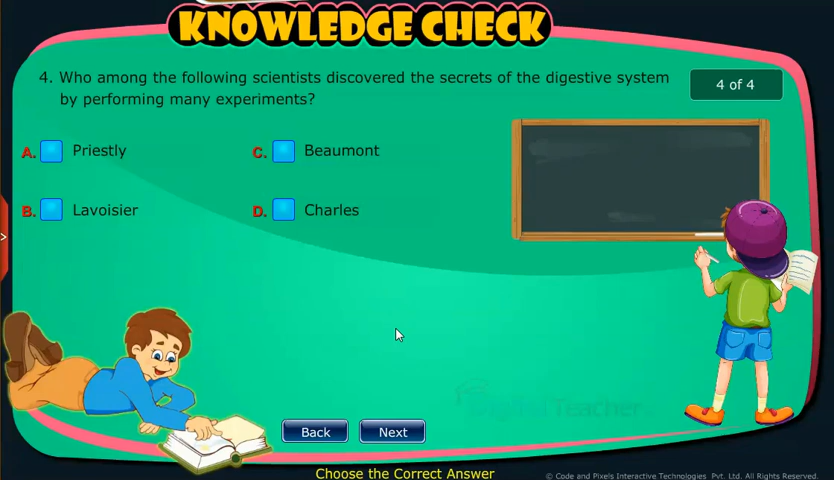 KNOWLEDGE CHECK
4. Who among the following scientists discovered the secrets of the digestive system
by performing many experiments?
4 of 4
A. Priestly
C. Beaumont
B. Lavoisier
D. Charles
>
Teacher
Back Next
Choose the Correct Answer
© Code and Pixels Interactive Technologies Pvt. Ltd. All Rights Reserved.